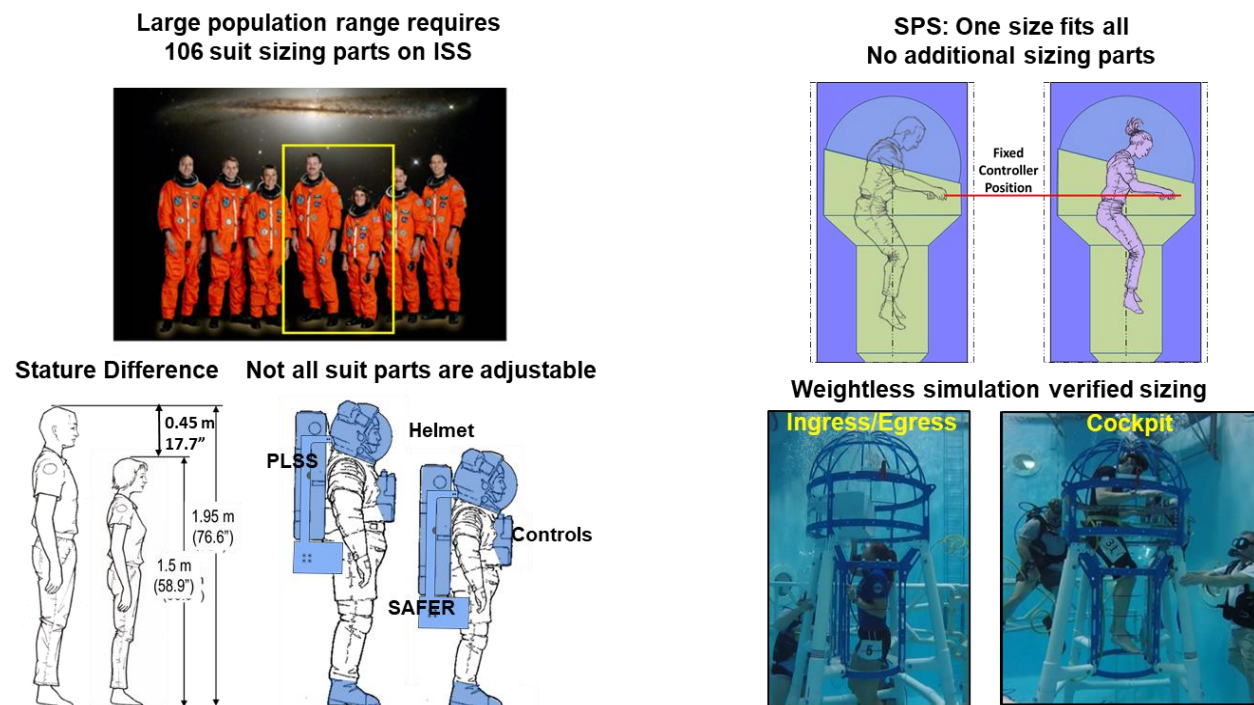 Large population range requires
106 suit sizing parts on ISS
Stature Difference
0.45 m
17.7”
1.95 m
(76.6”)
1.5 m
(58.9”)
Not all suit parts are adjustable
PLSS
Helmet
Controls
SAFER
SPS: One size fits all
No additional sizing parts
Fixed
Controller
Position
Weightless simulation verified sizing
Ingress/Egress
5
Cockpit
31